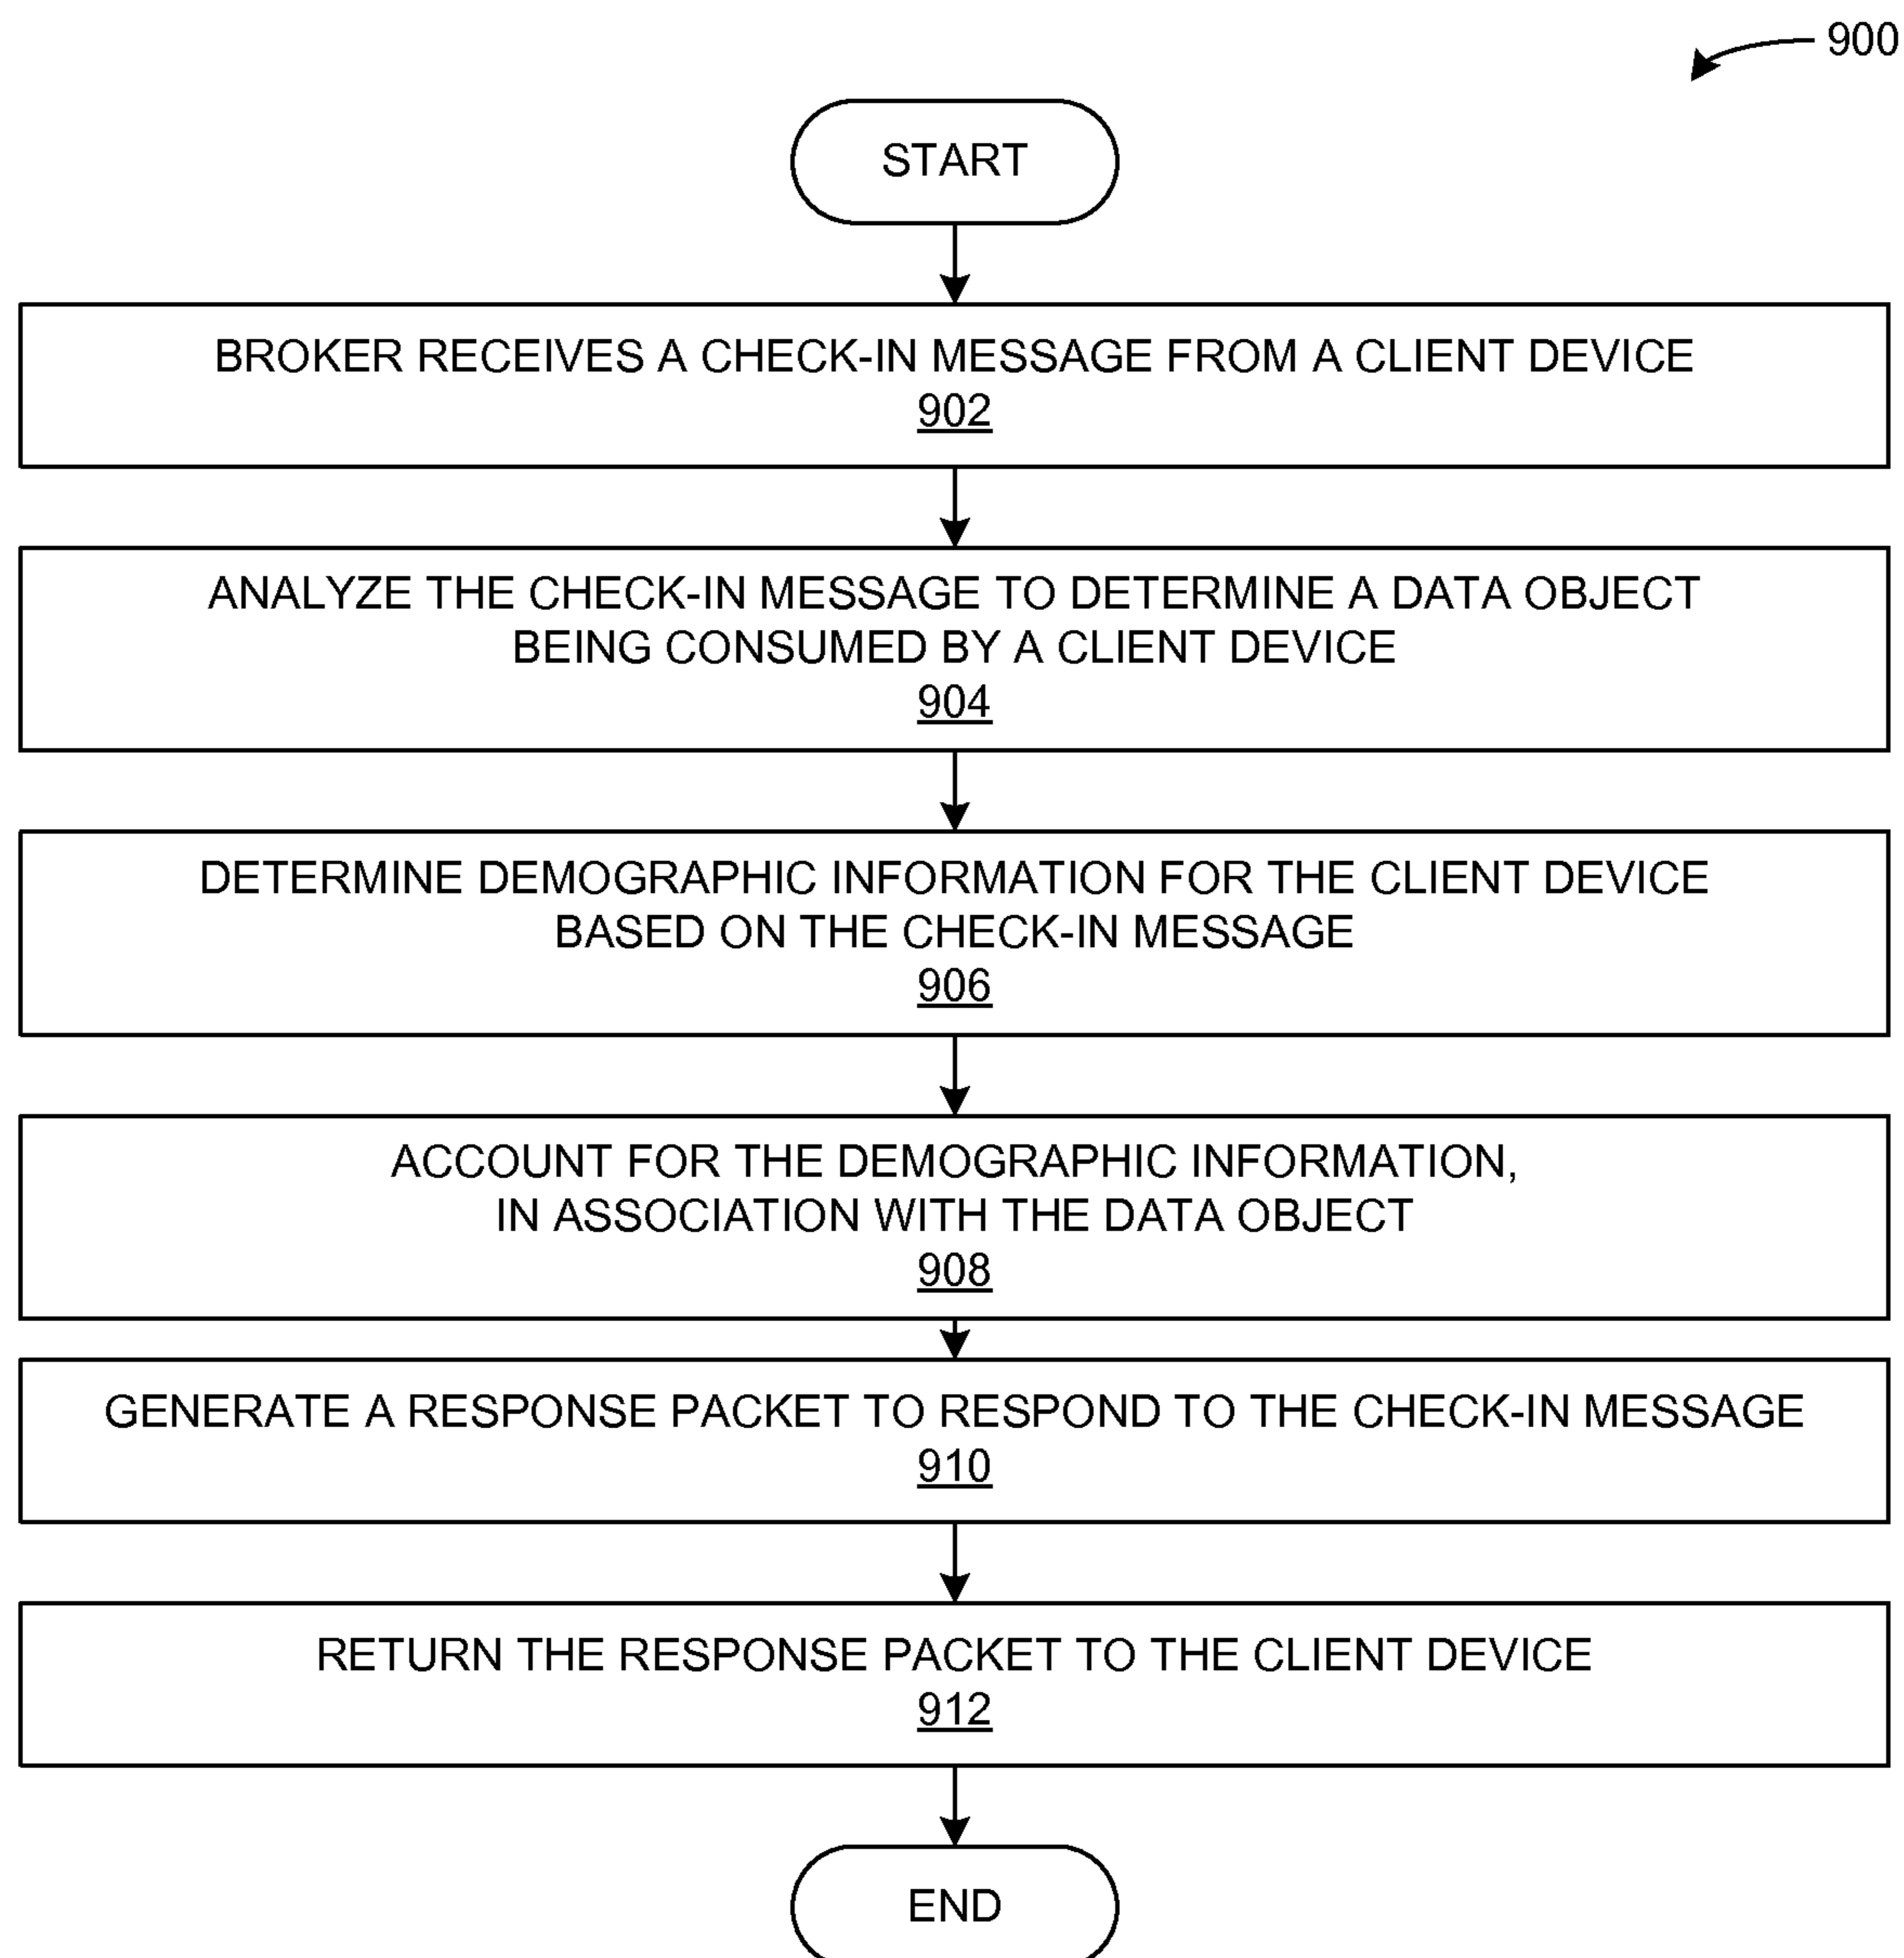 900
START
BROKER RECEIVES A CHECK-IN MESSAGE FROM A CLIENT DEVICE
902
ANALYZE THE CHECK-IN MESSAGE TO DETERMINE A DATA OBJECT
BEING CONSUMED BY A CLIENT DEVICE
904
DETERMINE DEMOGRAPHIC INFORMATION FOR THE CLIENT DEVICE
BASED ON THE CHECK-IN MESSAGE
906
ACCOUNT FOR THE DEMOGRAPHIC INFORMATION,
IN ASSOCIATION WITH THE DATA OBJECT
908
GENERATE A RESPONSE PACKET TO RESPOND TO THE CHECK-IN MESSAGE
910
RETURN THE RESPONSE PACKET TO THE CLIENT DEVICE
912
END